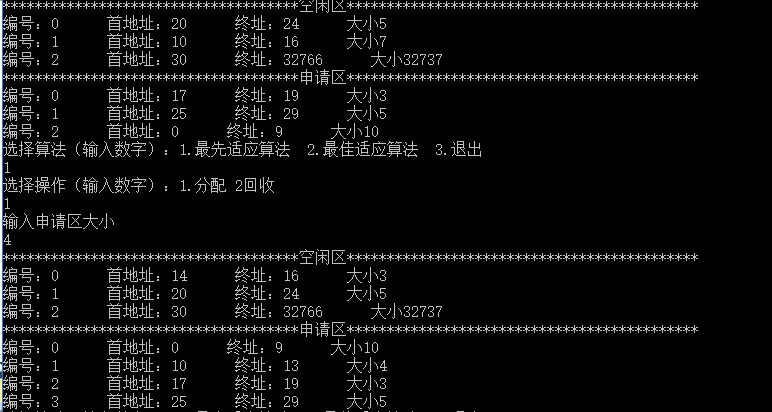 *************************************空闲区*************************************
编号：0 首地址：20 终址：24 大小5
编号：1 首地址：10 终址：16 大小7
编号：2 首地址：30 终址：32766 大小32737
*************************************申请区*************************************
编号：0 首地址：17 终址：19 大小3
编号：1 首地址：25 终址：29 大小5
编号：2 首地址：0 终址：9 大小10
选择算法（输入数字）：1.最先适应算法 2.最佳适应算法 3.退出
1
选择操作（输入数字）：1.分配 2回收
1
输入申请区大小
4
*************************************空闲区*************************************
编号：0 首地址：14 终址：16 大小3
编号：1 首地址：20 终址：24 大小5
编号：2 首地址：30 终址：32766 大小32737
*************************************申请区*************************************
编号：0 首地址：0 终址：9 大小10
编号：1 首地址：10 终址：13 大小4
编号：2 首地址：17 终址：19 大小3
编号：3 首地址：25 终址：29 大小5